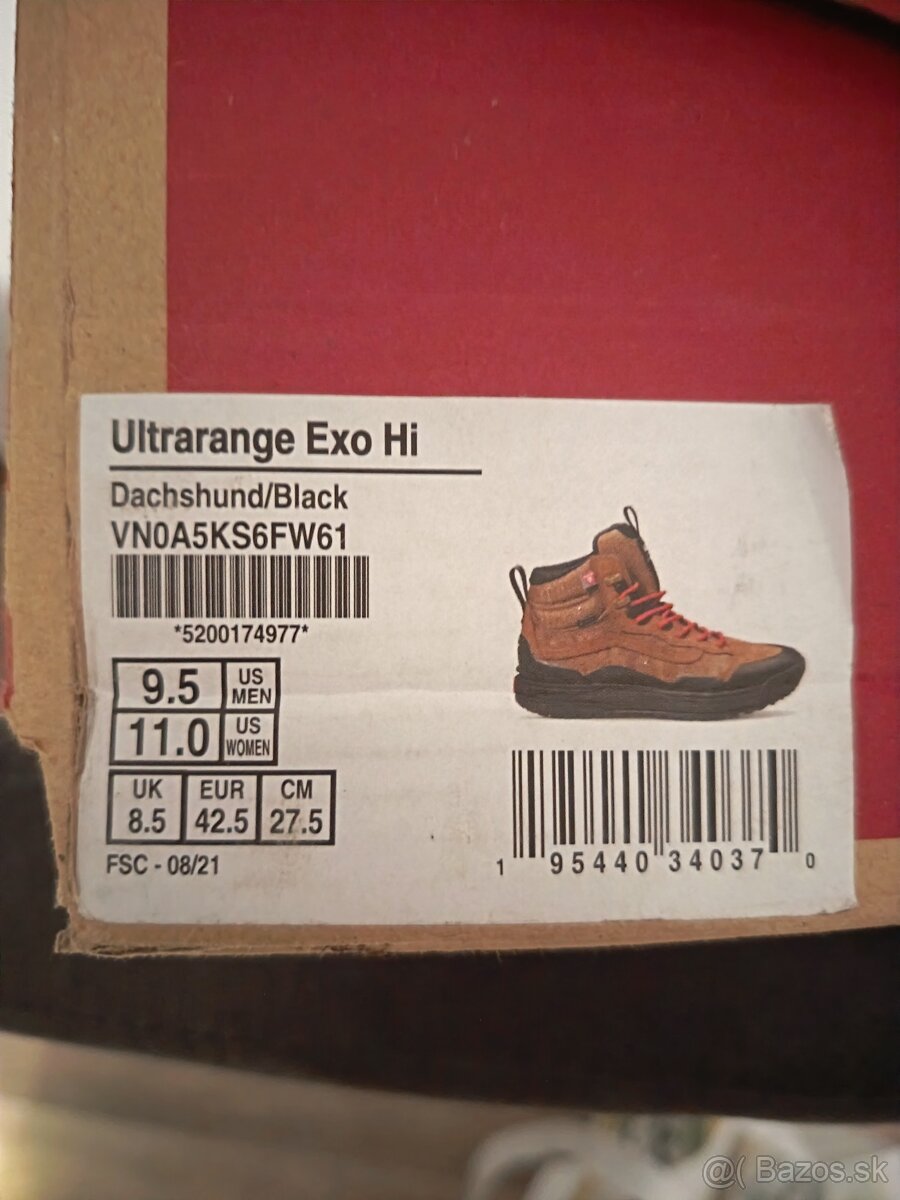 Ultrarange Exo Hi
Dachshund/Black
VN0A5KS6FW61
*5200174977*
9.5 US MEN
11.0 US WOMEN
UK EUR CM
8.5 42.5 27.5
FSC - 08/21
1 95440 34037 0
@( Bazos.sk